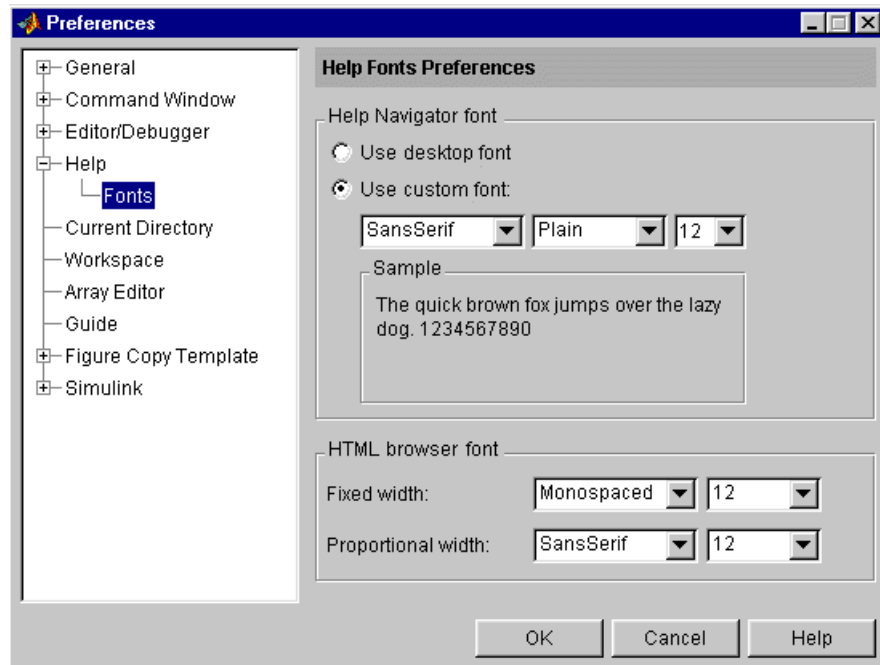 Preferences
General
Command Window
Editor/Debugger
Help
Fonts
Current Directory
Workspace
Array Editor
Guide
Figure Copy Template
Simulink
Help Fonts Preferences
Help Navigator font
Use desktop font
Use custom font:
SansSerif Plain 12
Sample
The quick brown fox jumps over the lazy
dog. 1234567890
HTML browser font
Fixed width: Monospaced 12
Proportional width: SansSerif 12
OK Cancel Help